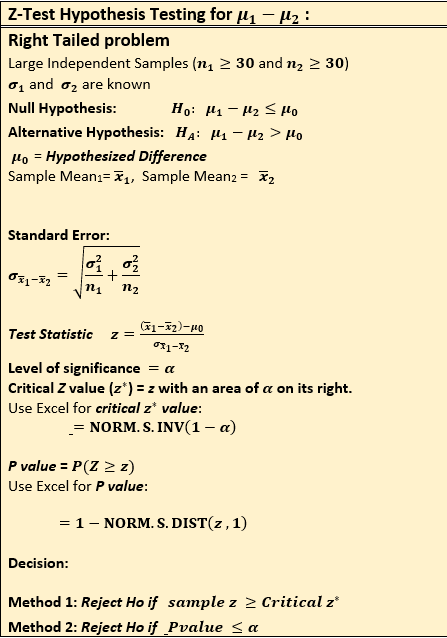 Z-Test Hypothesis Testing for μ₁ − μ₂ :
Right Tailed problem
Large Independent Samples (n₁ ≥ 30 and n₂ ≥ 30)
σ₁ and σ₂ are known
Null Hypothesis: H₀: μ₁ − μ₂ ≤ μ₀
Alternative Hypothesis: H_A: μ₁ − μ₂ > μ₀
μ₀ = Hypothesized Difference
Sample Mean₁= x̅₁, Sample Mean₂ = x̅₂
Standard Error:
σ_x̅₁−x̅₂ = √(σ₁²/n₁ + σ₂²/n₂)
Test Statistic z = ((x̅₁−x̅₂)−μ₀)/σ_x̅₁−x̅₂
Level of significance = α
Critical Z value (z*) = z with an area of α on its right.
Use Excel for critical z* value:
= NORM.S.INV(1 − α)
P value = P(Z ≥ z)
Use Excel for P value:
= 1 − NORM.S.DIST(z ,1)
Decision:
Method 1: Reject Ho if sample z ≥ Critical z*
Method 2: Reject Ho if Pvalue ≤ α